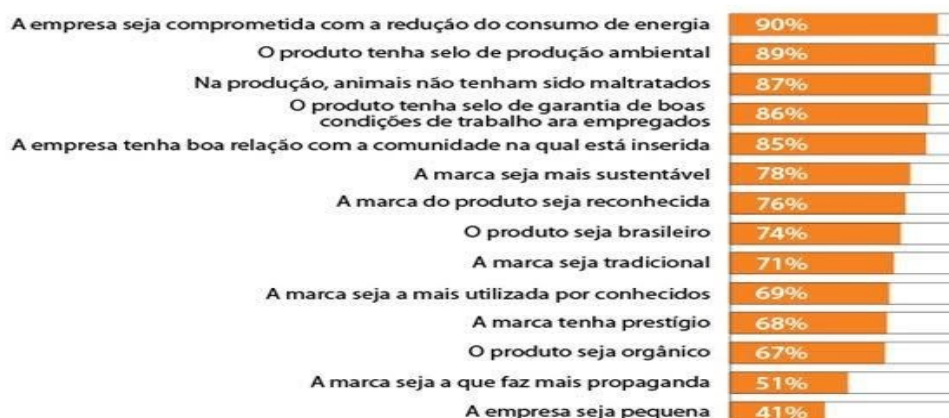 A empresa seja comprometida com a redução do consumo de energia 90%
O produto tenha selo de produção ambiental 89%
Na produção, animais não tenham sido maltratados 87%
O produto tenha selo de garantia de boas
condições de trabalho ara empregados 86%
A empresa tenha boa relação com a comunidade na qual está inserida 85%
A marca seja mais sustentável 78%
A marca do produto seja reconhecida 76%
O produto seja brasileiro 74%
A marca seja tradicional 71%
A marca seja a mais utilizada por conhecidos 69%
A marca tenha prestígio 68%
O produto seja orgânico 67%
A marca seja a que faz mais propaganda 51%
A empresa seja pequena 41%